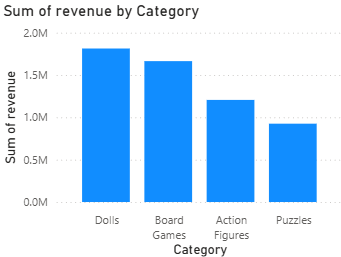 Sum of revenue by Category
Sum of revenue
2.0M
1.5M
1.0M
0.5M
0.0M
Dolls
Board
Games
Action
Figures
Puzzles
Category